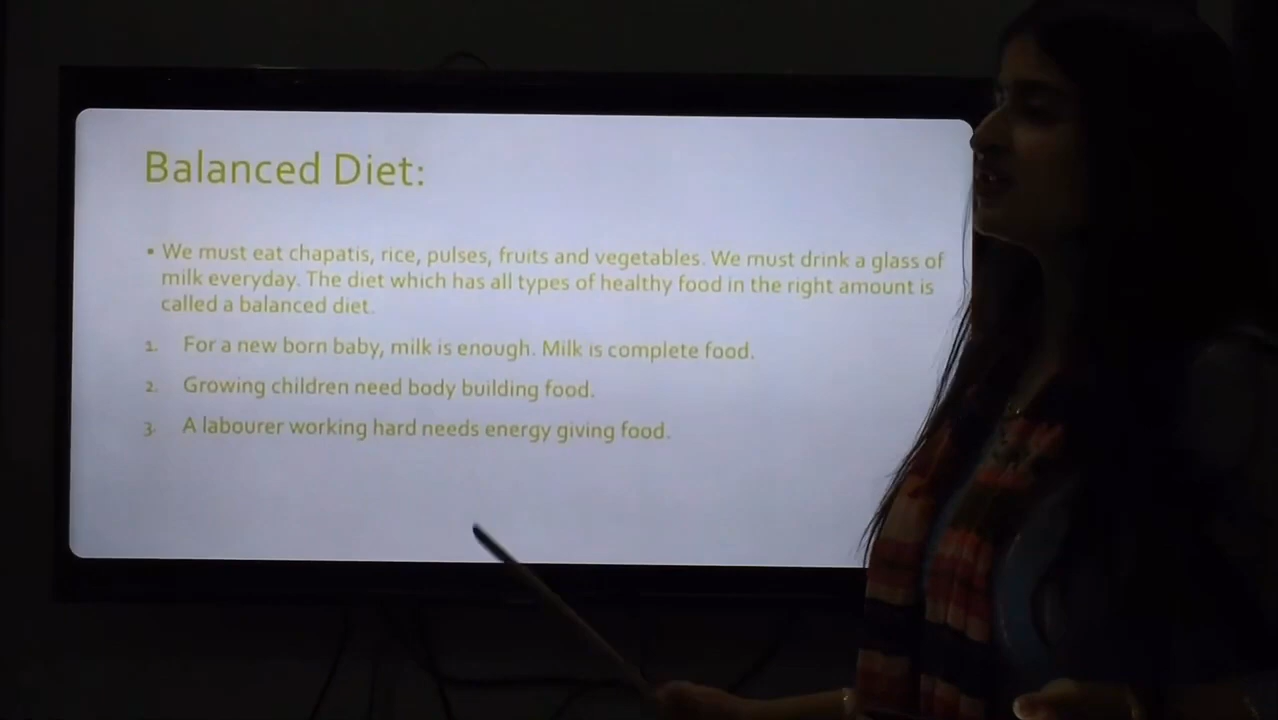 Balanced Diet:
• We must eat chapatis, rice, pulses, fruits and vegetables. We must drink a glass of
milk everyday. The diet which has all types of healthy food in the right amount is
called a balanced diet.
1. For a new born baby, milk is enough. Milk is complete food.
2. Growing children need body building food.
3. A labourer working hard needs energy giving food.